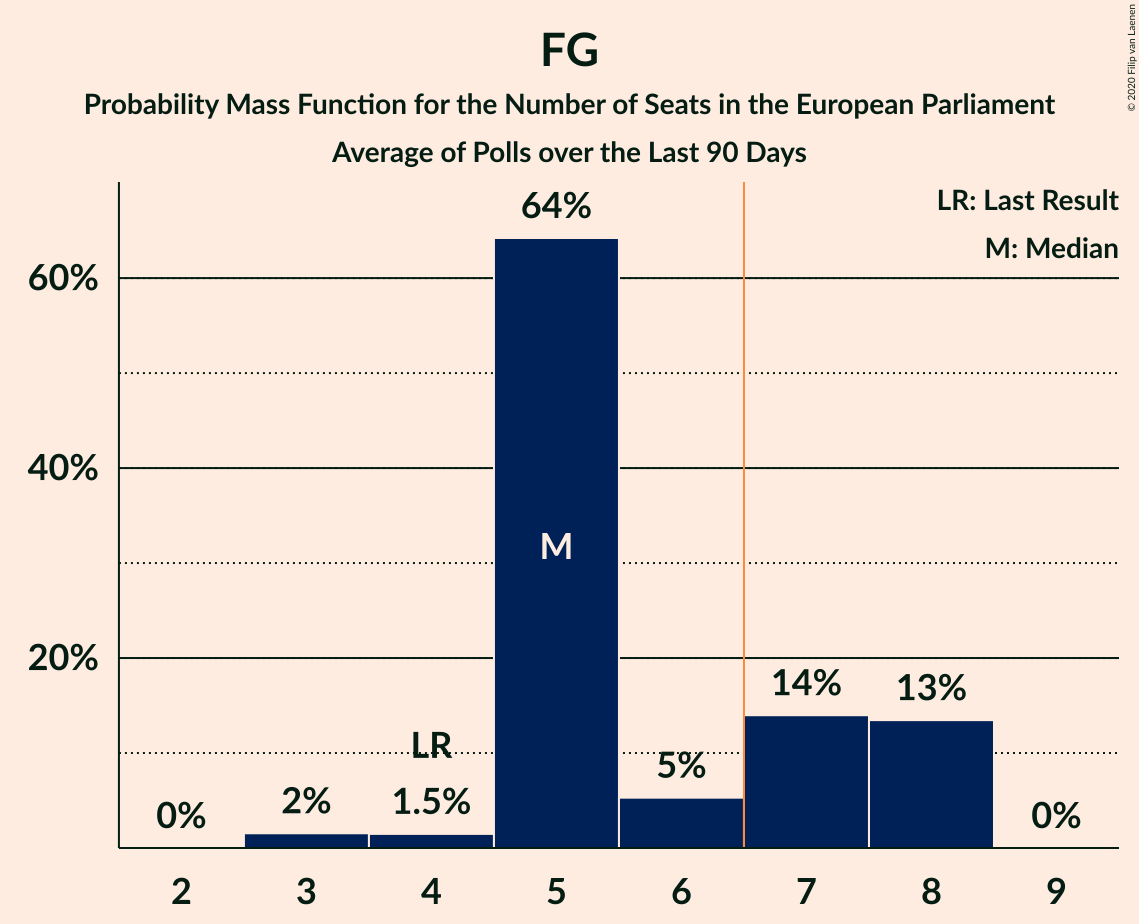 FG
Probability Mass Function for the Number of Seats in the European Parliament
Average of Polls over the Last 90 Days
© 2020 Filip van Laenen
LR: Last Result
M: Median
60%
40%
20%
0%
2%
LR
1.5%
64%
M
5%
14%
13%
0%
2 3 4 5 6 7 8 9